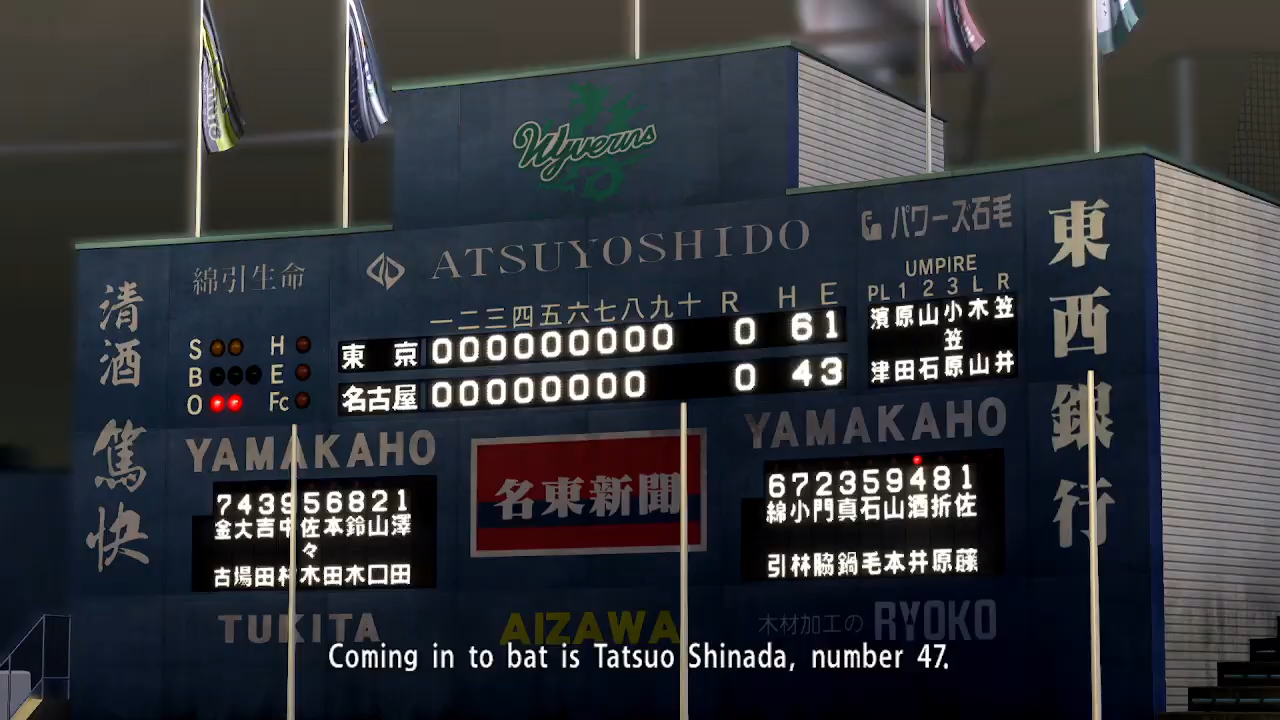 Wyverns
ATSUYOSHIDO
パワーズ石毛
綿引生命
清酒 篤快
東西銀行
UMPIRE
PL 1 2 3 L R
濱原山小木笠
笠
津田石原山井
一二三四五六七八九十 R H E
東京 000000000 0 6 1
名古屋 00000000 0 4 3
S H
B E
O Fc
YAMAKAHO
743956821
金大吉中佐本鈴山澤
々
古場田村木田木口田
名東新聞
YAMAKAHO
672359481
綿小門真石山酒折佐
引林脇鍋毛本井原藤
TUKITA
AIZAWA
木材加工のRYOKO
Coming in to bat is Tatsuo Shinada, number 47.